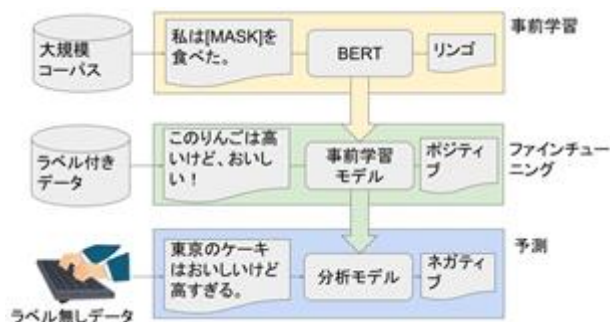 事前学習
大規模
コーパス
私は[MASK]を
食べた。
BERT
リンゴ
ラベル付き
データ
このりんごは高
いけど、おいし
い！
事前学習
モデル
ポジティ
ブ
ファインチュー
ニング
予測
東京のケーキ
はおいしいけど
高すぎる。
分析モデル
ネガティ
ブ
ラベル無しデータ